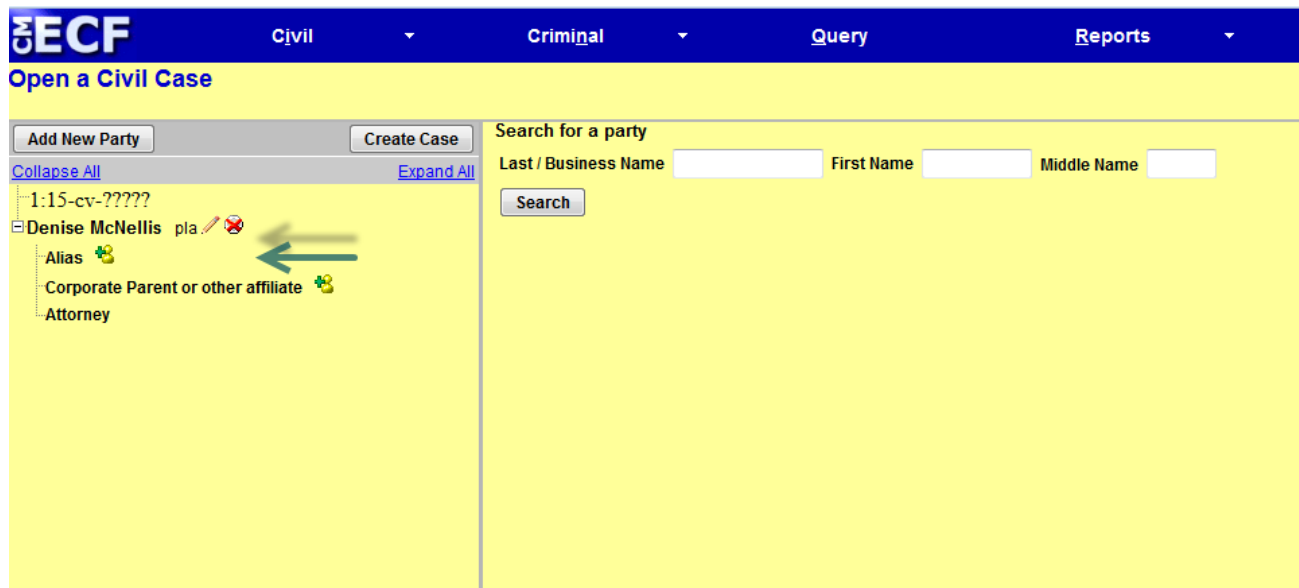 CM ECF Civil Criminal Query Reports
Open a Civil Case
Add New Party Create Case
Collapse All Expand All
1:15-cv-?????
Denise McNellis pla
Alias
Corporate Parent or other affiliate
Attorney
Search for a party
Last / Business Name First Name Middle Name
Search